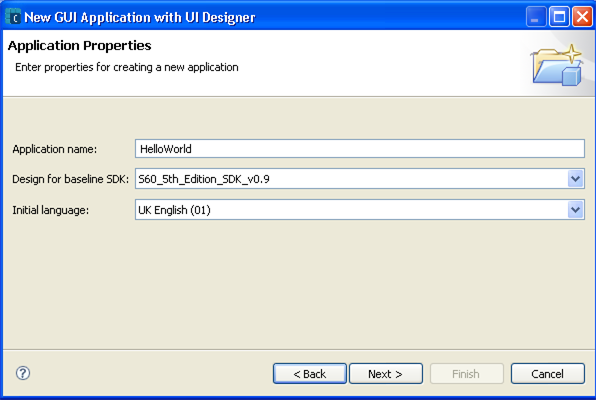 New GUI Application with UI Designer
Application Properties
Enter properties for creating a new application
Application name: HelloWorld
Design for baseline SDK: S60_5th_Edition_SDK_v0.9
Initial language: UK English (01)
? < Back Next > Finish Cancel